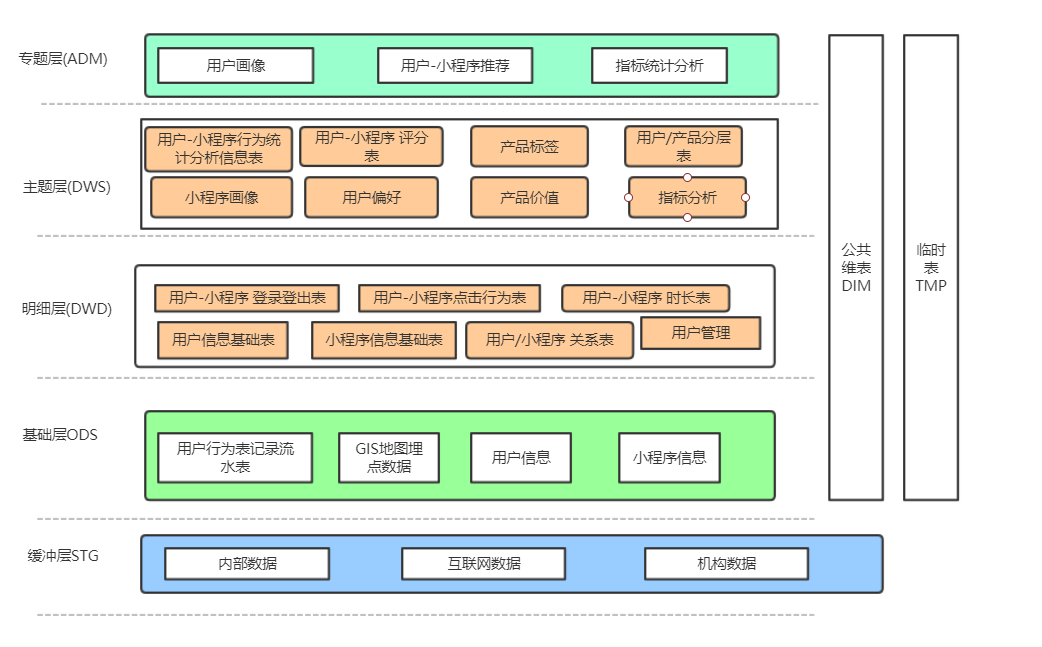 专题层(ADM)
用户画像
用户-小程序推荐
指标统计分析
主题层(DWS)
用户-小程序行为统
计分析信息表
用户-小程序 评分
表
产品标签
用户/产品分层
表
小程序画像
用户偏好
产品价值
指标分析
明细层(DWD)
用户-小程序 登录登出表
用户-小程序点击行为表
用户-小程序 时长表
用户信息基础表
小程序信息基础表
用户/小程序 关系表
用户管理
基础层ODS
用户行为表记录流
水表
GIS地图埋
点数据
用户信息
小程序信息
缓冲层STG
内部数据
互联网数据
机构数据
公共
维表
DIM
临时
表
TMP